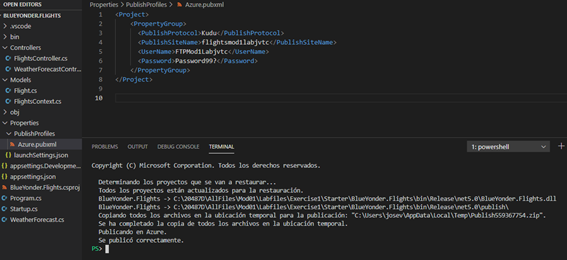 OPEN EDITORS
BLUEYONDER.FLIGHTS
.vscode
bin
Controllers
FlightsController.cs
WeatherForecastContr...
Models
Flight.cs
FlightsContext.cs
obj
Properties
PublishProfiles
Azure.pubxml
launchSettings.json
appsettings.Developme...
appsettings.json
BlueYonder.Flights.csproj
Program.cs
Startup.cs
WeatherForecast.cs
Properties > PublishProfiles > Azure.pubxml
1 <Project>
2 <PropertyGroup>
3 <PublishProtocol>Kudu</PublishProtocol>
4 <PublishSiteName>flightsmod1labjvtc</PublishSiteName>
5 <UserName>FTPMod1Labjvtc</UserName>
6 <Password>Password99?</Password>
7 </PropertyGroup>
8 </Project>
9
10
PROBLEMS OUTPUT DEBUG CONSOLE TERMINAL 1: powershell
Copyright (C) Microsoft Corporation. Todos los derechos reservados.
Determinando los proyectos que se van a restaurar...
Todos los proyectos están actualizados para la restauración.
BlueYonder.Flights -> C:\20487D\AllFiles\Mod01\Labfiles\Exercise1\Starter\BlueYonder.Flights\bin\Release\net5.0\BlueYonder.Flights.dll
BlueYonder.Flights -> C:\20487D\AllFiles\Mod01\Labfiles\Exercise1\Starter\BlueYonder.Flights\bin\Release\net5.0\publish\
Copiando todos los archivos en la ubicación temporal para la publicación: "C:\Users\josev\AppData\Local\Temp\Publish559367754.zip".
Se ha completado la copia de todos los archivos en la ubicación temporal.
Publicando en Azure.
Se publicó correctamente.
PS>